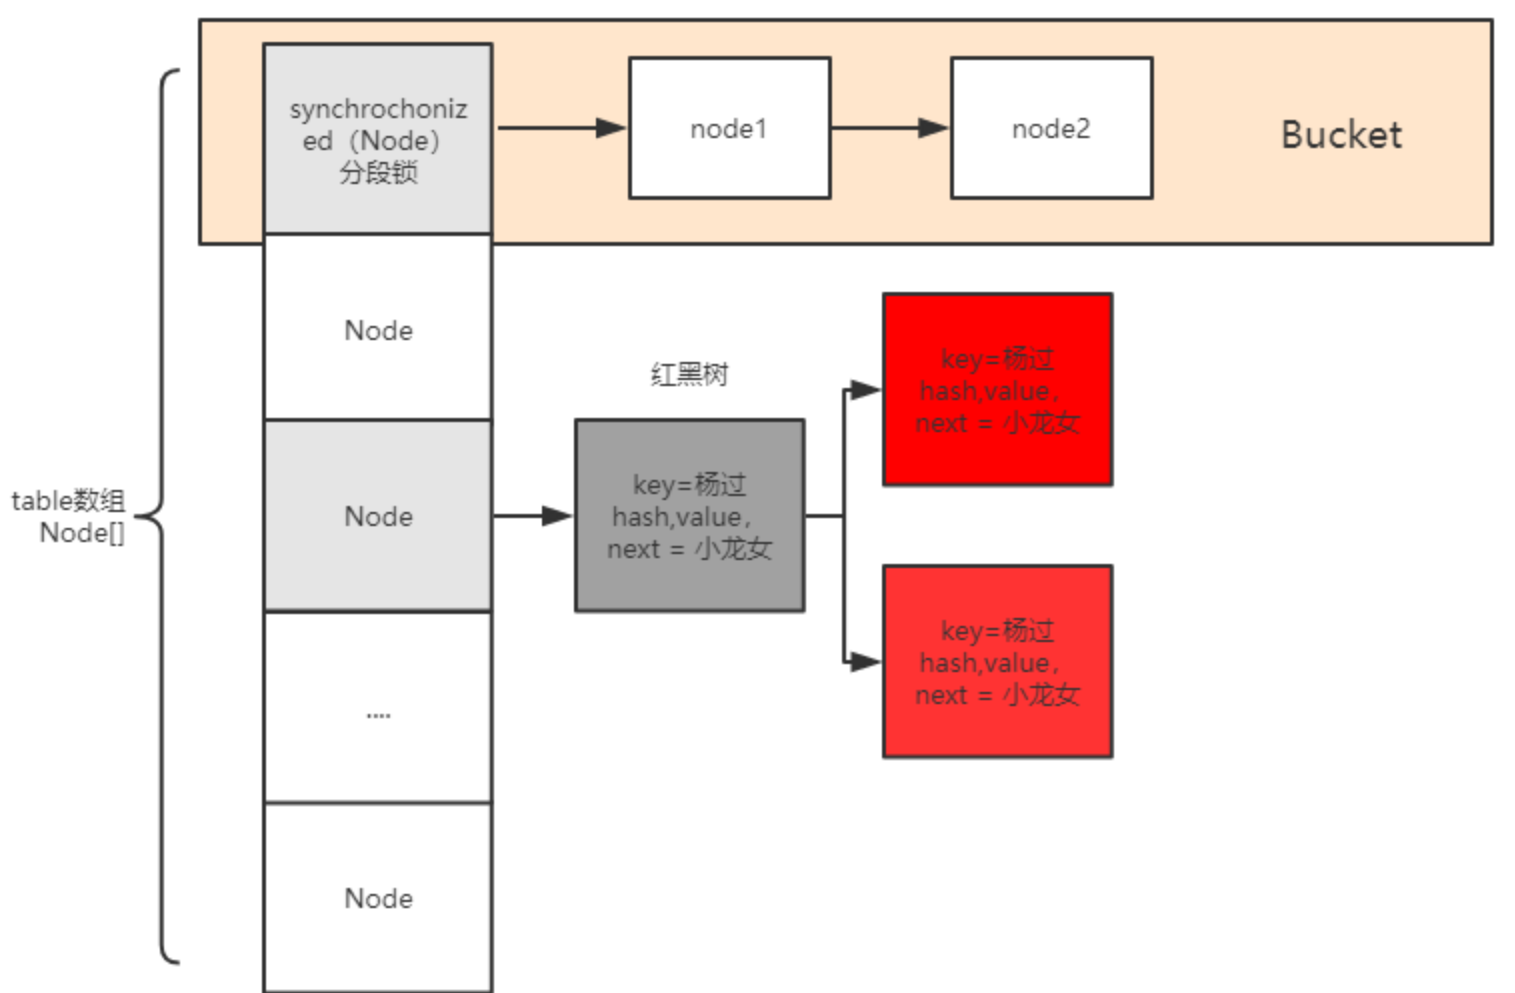 synchrochoniz
ed（Node）
分段锁
node1
node2
Bucket
Node
红黑树
key=杨过
hash,value，
next = 小龙女
table数组
Node[]
Node
key=杨过
hash,value，
next = 小龙女
key=杨过
hash,value，
next = 小龙女
....
Node